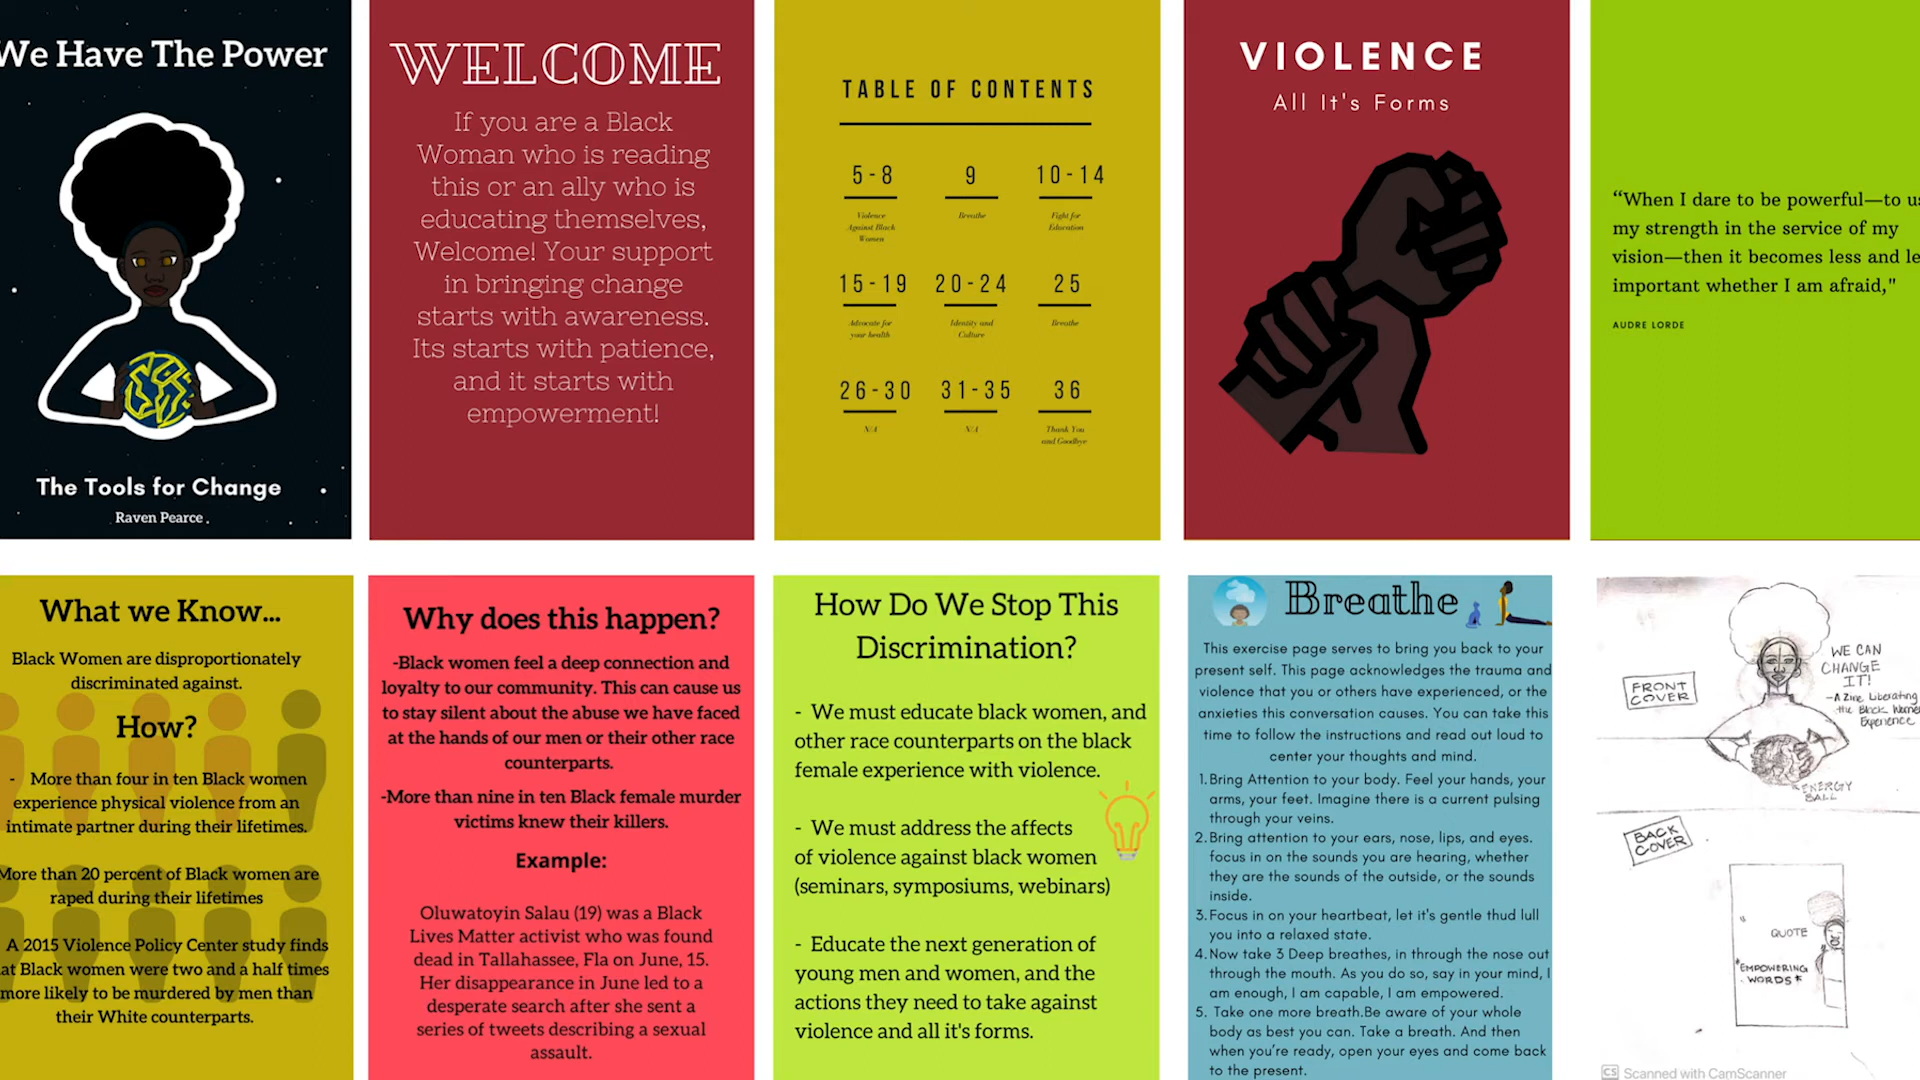 We Have The Power
The Tools for Change
Raven Pearce
WELCOME
If you are a Black
Woman who is reading
this or an ally who is
educating themselves,
Welcome! Your support
in bringing change
starts with awareness.
Its starts with patience,
and it starts with
empowerment!
TABLE OF CONTENTS
5-8
9
10-14
Violence
Against Black
Women
Breathe
Fight for
Education
15-19
20-24
25
Advocate for
your health
Identity and
Culture
Breathe
26-30
31-35
36
N/A
N/A
Thank You
and Goodbye
VIOLENCE
All It's Forms
“When I dare to be powerful—to
my strength in the service of my
vision—then it becomes less and
important whether I am afraid,"
AUDRE LORDE
What we Know...
Black Women are disproportionately
discriminated against.
How?
- More than four in ten Black women
experience physical violence from an
intimate partner during their lifetimes.
More than 20 percent of Black women are
raped during their lifetimes
A 2015 Violence Policy Center study finds
Black women were two and a half times
more likely to be murdered by men than
their White counterparts.
Why does this happen?
-Black women feel a deep connection and
loyalty to our community. This can cause us
to stay silent about the abuse we have faced
at the hands of our men or their other race
counterparts.
-More than nine in ten Black female murder
victims knew their killers.
Example:
Oluwatoyin Salau (19) was a Black
Lives Matter activist who was found
dead in Tallahassee, Fla on June, 15.
Her disappearance in June led to a
desperate search after she sent a
series of tweets describing a sexual
assault.
How Do We Stop This
Discrimination?
- We must educate black women, and
other race counterparts on the black
female experience with violence.
- We must address the affects
of violence against black women
(seminars, symposiums, webinars)
- Educate the next generation of
young men and women, and the
actions they need to take against
violence and all it's forms.
Breathe
This exercise page serves to bring you back to your
present self. This page acknowledges the trauma and
violence that you or others have experienced, or the
anxieties this conversation causes. You can take this
time to follow the instructions and read out loud to
center your thoughts and mind.
1. Bring Attention to your body. Feel your hands, your
arms, your feet. Imagine there is a current pulsing
through your veins.
2. Bring attention to your ears, nose, lips, and eyes.
focus in on the sounds you are hearing, whether
they are the sounds of the outside, or the sounds
inside.
3. Focus in on your heartbeat, let it's gentle thud lull
you into a relaxed state.
4. Now take 3 Deep breathes, in through the nose out
through the mouth. As you do so, say in your mind, I
am enough, I am capable, I am empowered.
5. Take one more breath.Be aware of your whole
body as best you can. Take a breath. And then
when you're ready, open your eyes and come back
to the present.
FRONT
COVER
WE CAN
CHANGE
IT!
-A Zine Liberating
the Black Women
Experience
ENERGY
BALL
BACK
COVER
QUOTE
*EMPOWERING
WORDS*
CS Scanned with CamScanner